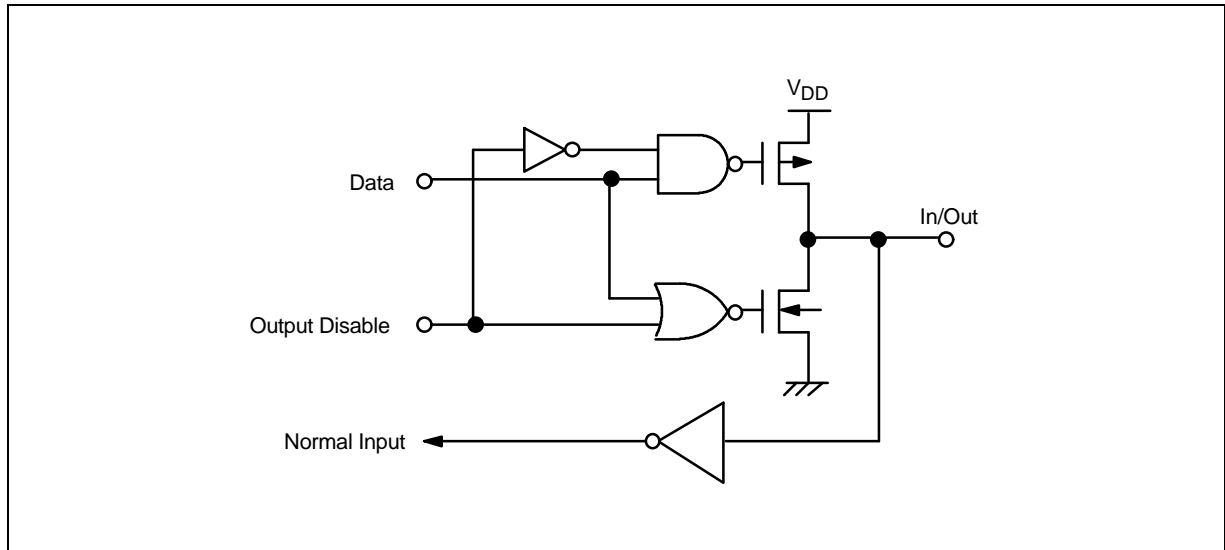 VDD
Data
In/Out
Output Disable
Normal Input